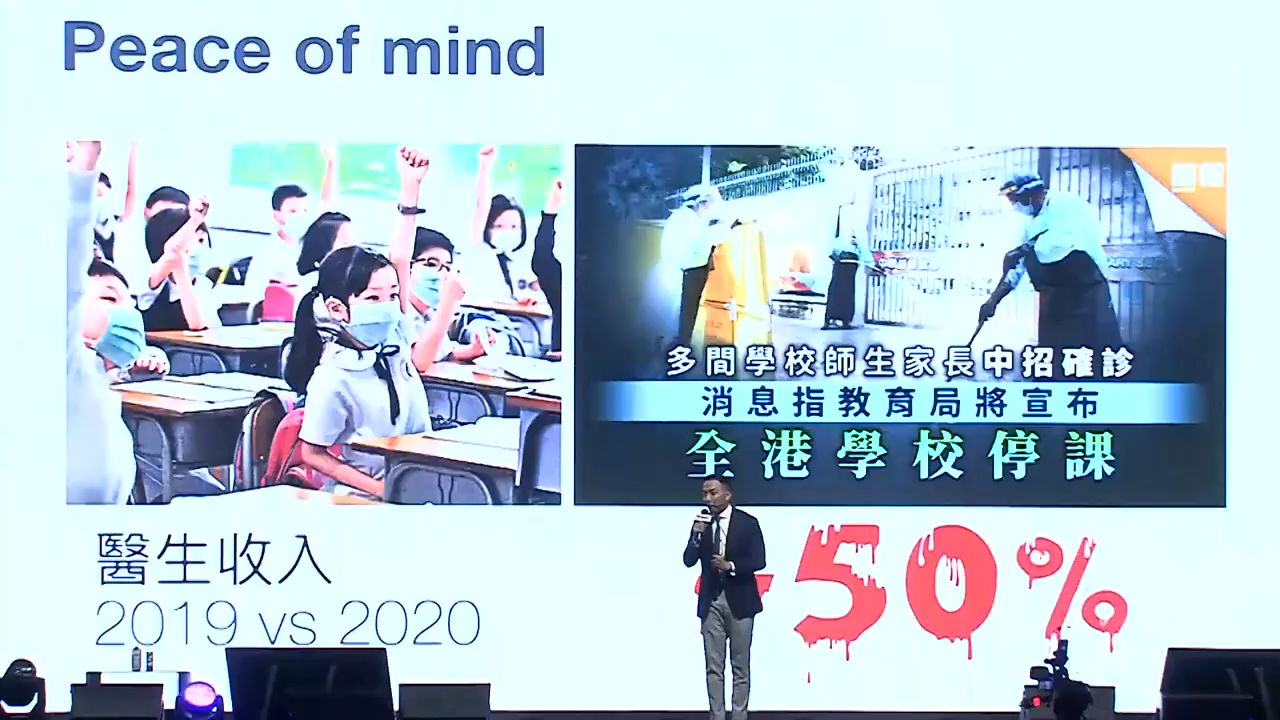 Peace of mind
多間學校師生家長中招確診
消息指教育局將宣布
全港學校停課
醫生收入
2019 vs 2020
-50%